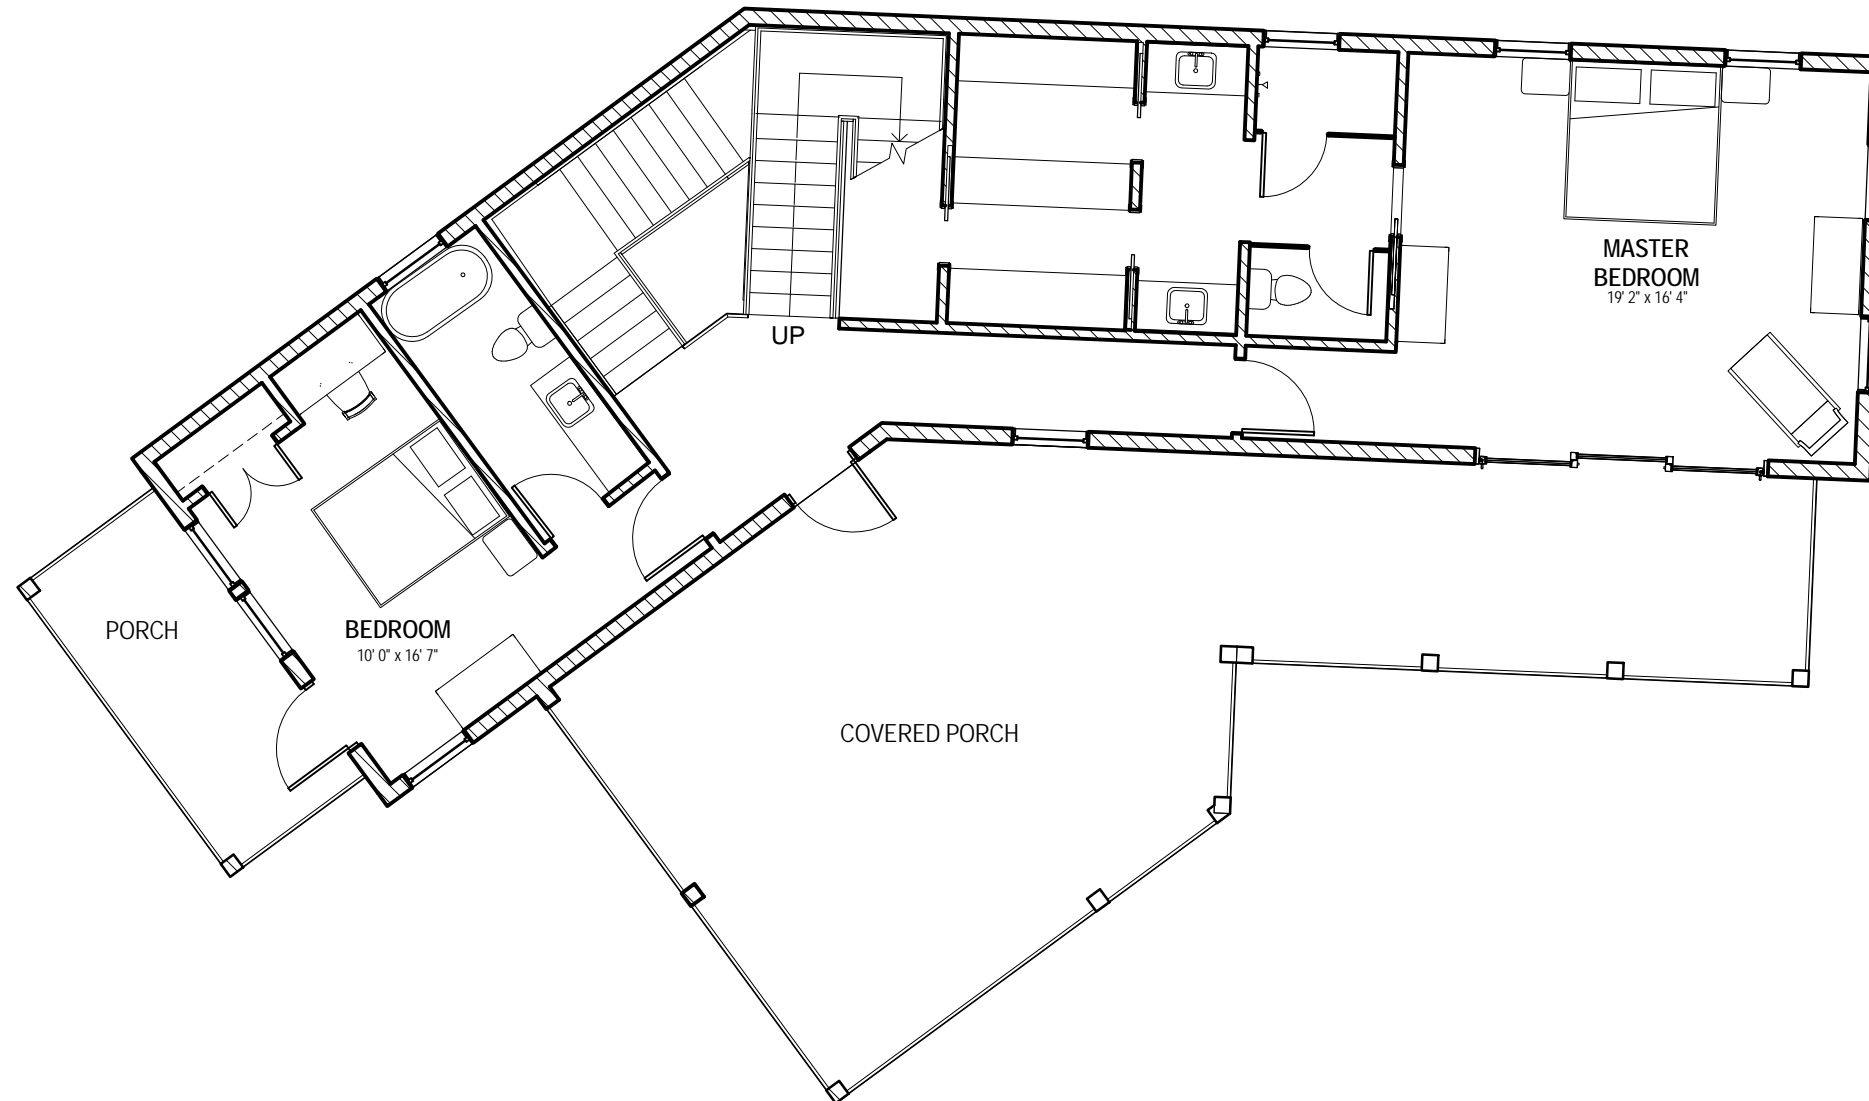 MASTER
BEDROOM
19' 2" x 16' 4"
UP
PORCH
BEDROOM
10' 0" x 16' 7"
COVERED PORCH